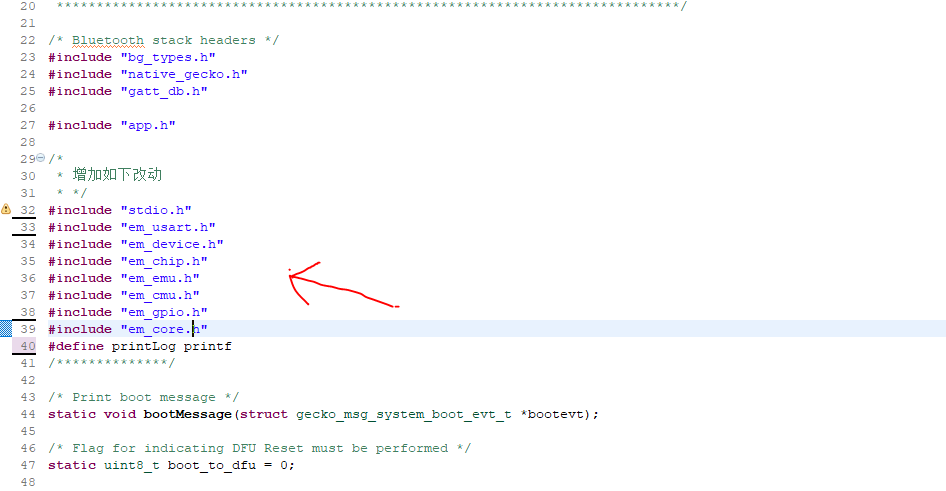 20 ******************************************************************************/
21
22 /* Bluetooth stack headers */
23 #include "bg_types.h"
24 #include "native_gecko.h"
25 #include "gatt_db.h"
26
27 #include "app.h"
28
29 /*
30 * 增加如下改动
31 * */
32 #include "stdio.h"
33 #include "em_usart.h"
34 #include "em_device.h"
35 #include "em_chip.h"
36 #include "em_emu.h"
37 #include "em_cmu.h"
38 #include "em_gpio.h"
39 #include "em_core.h"
40 #define printLog printf
41 /**************/
42
43 /* Print boot message */
44 static void bootMessage(struct gecko_msg_system_boot_evt_t *bootevt);
45
46 /* Flag for indicating DFU Reset must be performed */
47 static uint8_t boot_to_dfu = 0;
48